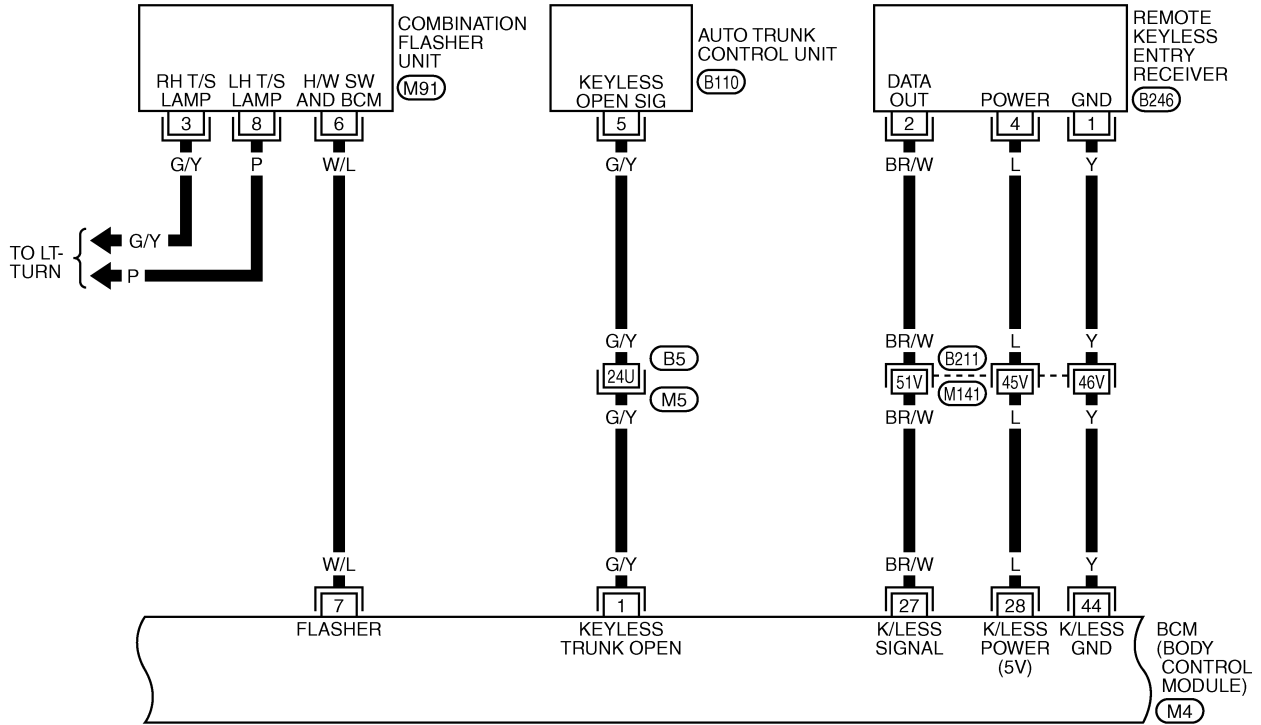 COMBINATION
FLASHER
UNIT
M91
RH T/S
LAMP
LH T/S
LAMP
H/W SW
AND BCM
3
8
6
G/Y
P
W/L
TO LT-
TURN
G/Y
P
W/L
7
FLASHER
AUTO TRUNK
CONTROL UNIT
B110
KEYLESS
OPEN SIG
5
G/Y
G/Y
24U
B5
M5
G/Y
G/Y
1
KEYLESS
TRUNK OPEN
REMOTE
KEYLESS
ENTRY
RECEIVER
B246
DATA
OUT
POWER
GND
2
4
1
BR/W
L
Y
BR/W
L
Y
B211
51V
45V
46V
M141
BR/W
L
Y
BR/W
L
Y
27
28
44
K/LESS
SIGNAL
K/LESS
POWER
(5V)
K/LESS
GND
BCM
(BODY
CONTROL
MODULE)
M4